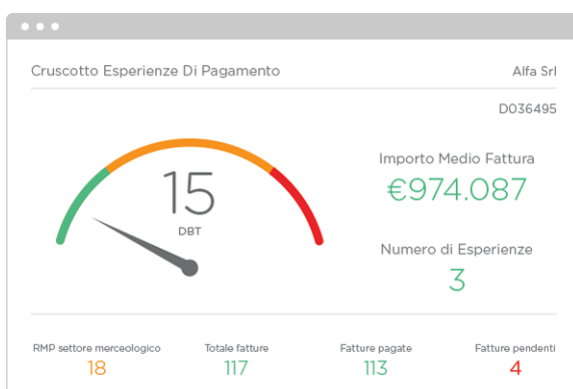 Cruscotto Esperienze Di Pagamento
Alfa Srl
D036495
15
DBT
Importo Medio Fattura
€974.087
Numero di Esperienze
3
RMP settore merceologico
18
Totale fatture
117
Fatture pagate
113
Fatture pendenti
4